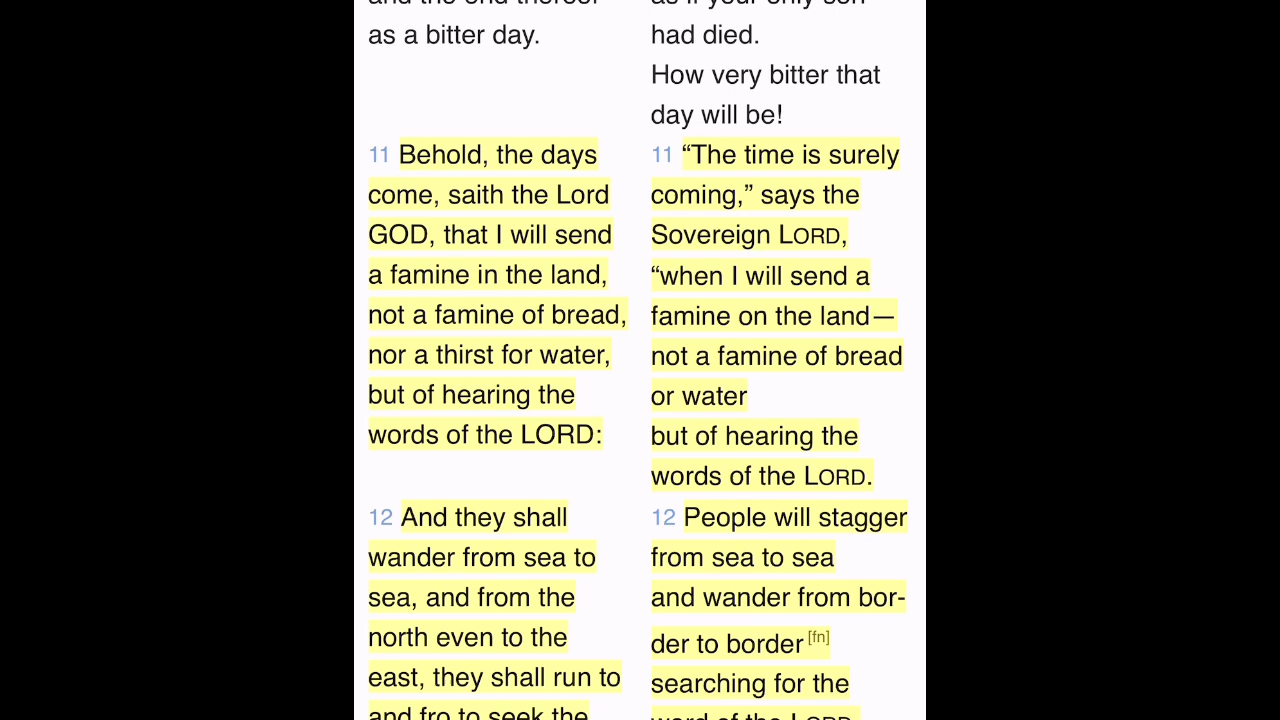 as a bitter day.
11 Behold, the days
come, saith the Lord
GOD, that I will send
a famine in the land,
not a famine of bread,
nor a thirst for water,
but of hearing the
words of the LORD:
12 And they shall
wander from sea to
sea, and from the
north even to the
east, they shall run to
and fro to seek the
had died.
How very bitter that
day will be!
11 “The time is surely
coming,” says the
Sovereign LORD,
“when I will send a
famine on the land—
not a famine of bread
or water
but of hearing the
words of the LORD.
12 People will stagger
from sea to sea
and wander from bor-
der to border [fn]
searching for the